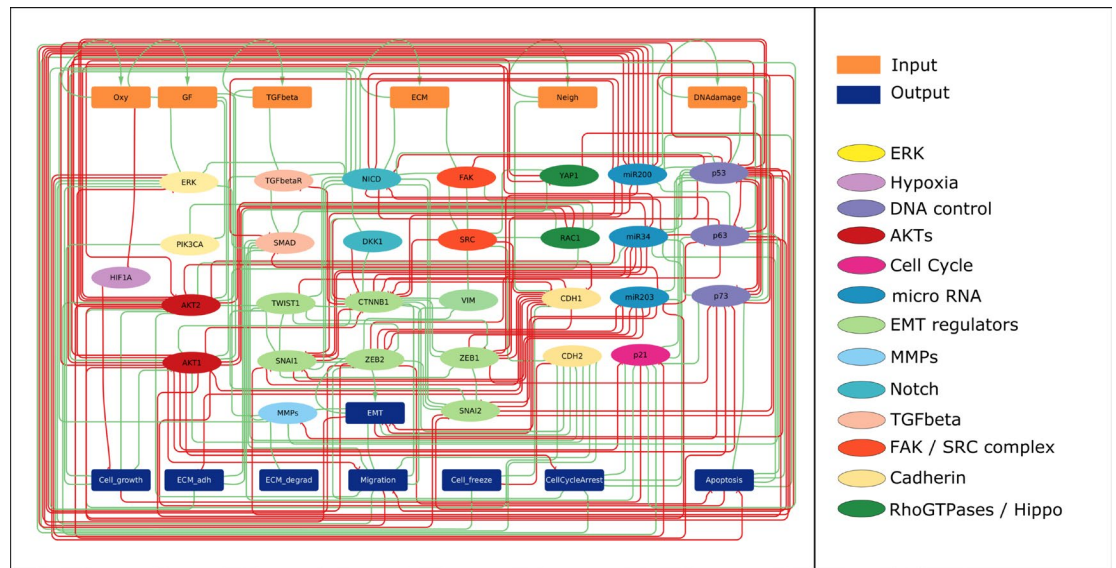 Oxy GF TGFbeta ECM Neigh DNAdamage
ERK TGFbetaR NICD FAK YAP1 miR200 p53
PIK3CA SMAD DKK1 SRC RAC1 miR34 p63
HIF1A
AKT2 TWIST1 CTNNB1 VIM CDH1 miR203 p73
AKT1 SNAI1 ZEB2 ZEB1 CDH2 p21
MMPs EMT SNAI2
Cell_growth ECM_adh ECM_degrad Migration Cell_freeze CellCycleArrest Apoptosis
Input
Output
ERK
Hypoxia
DNA control
AKTs
Cell Cycle
micro RNA
EMT regulators
MMPs
Notch
TGFbeta
FAK / SRC complex
Cadherin
RhoGTPases / Hippo